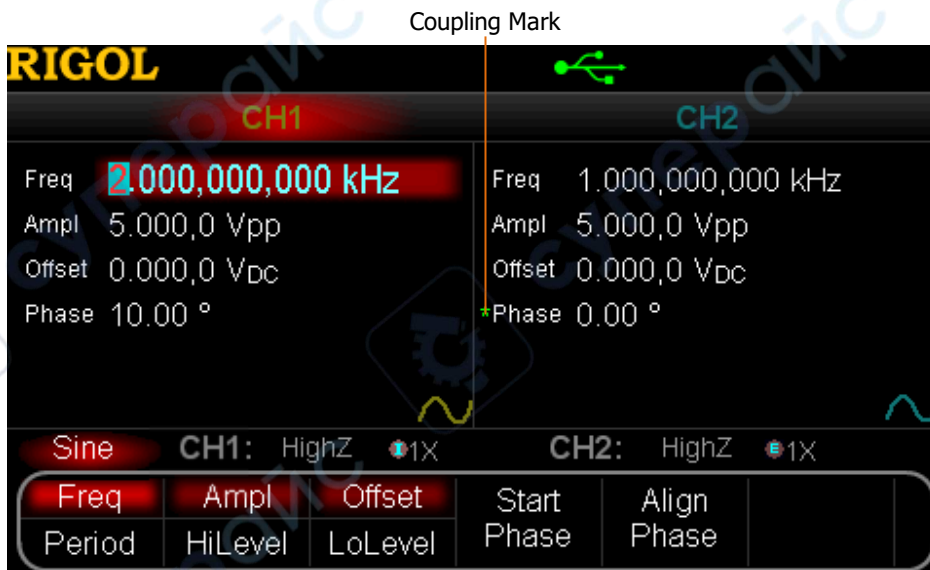 Coupling Mark
RIGOL
CH1 CH2
Freq 2.000,000,000 kHz Freq 1.000,000,000 kHz
Ampl 5.000,0 Vpp Ampl 5.000,0 Vpp
Offset 0.000,0 VDC Offset 0.000,0 VDC
Phase 10.00 ° *Phase 0.00 °
Sine CH1: HighZ I 1X CH2: HighZ E 1X
Freq Ampl Offset Start Phase Align Phase
Period HiLevel LoLevel
суперайс